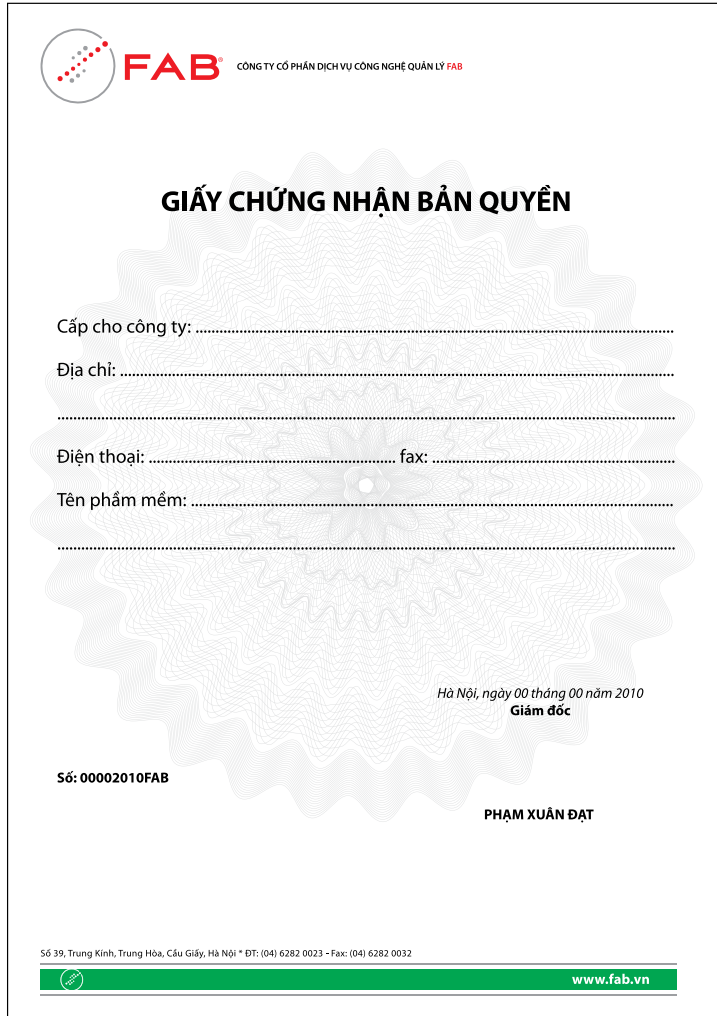 FAB® CÔNG TY CỔ PHẦN DỊCH VỤ CÔNG NGHỆ QUẢN LÝ FAB
GIẤY CHỨNG NHẬN BẢN QUYỀN
Cấp cho công ty: ........................................................................................................................
Địa chỉ: ...........................................................................................................................................
...........................................................................................................................................................
Điện thoại: .............................................................. fax: .............................................................
Tên phầm mềm: .........................................................................................................................
...........................................................................................................................................................
Hà Nội, ngày 00 tháng 00 năm 2010
Giám đốc
Số: 00002010FAB
PHẠM XUÂN ĐẠT
Số 39, Trung Kính, Trung Hòa, Cầu Giấy, Hà Nội * ĐT: (04) 6282 0023 - Fax: (04) 6282 0032
www.fab.vn